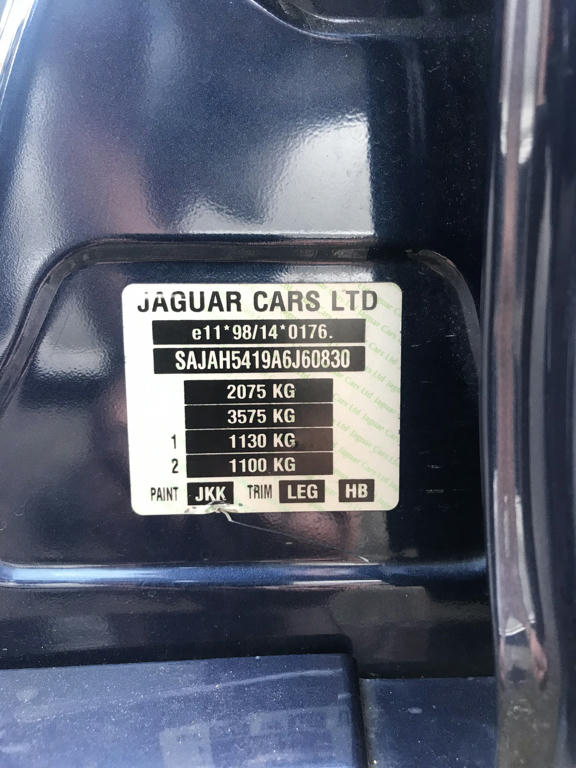 JAGUAR CARS LTD
e11*98/14*0176.
SAJAH5419A6J60830
2075 KG
3575 KG
1 1130 KG
2 1100 KG
PAINT JKK TRIM LEG HB